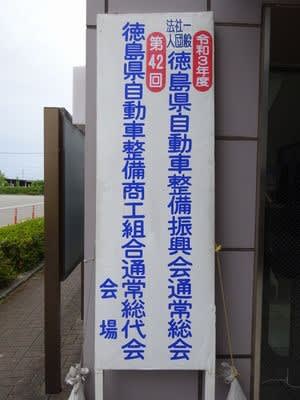 令和3年度
一般社団法人 徳島県自動車整備振興会通常総会
第42回
徳島県自動車整備商工組合通常総代会
会場